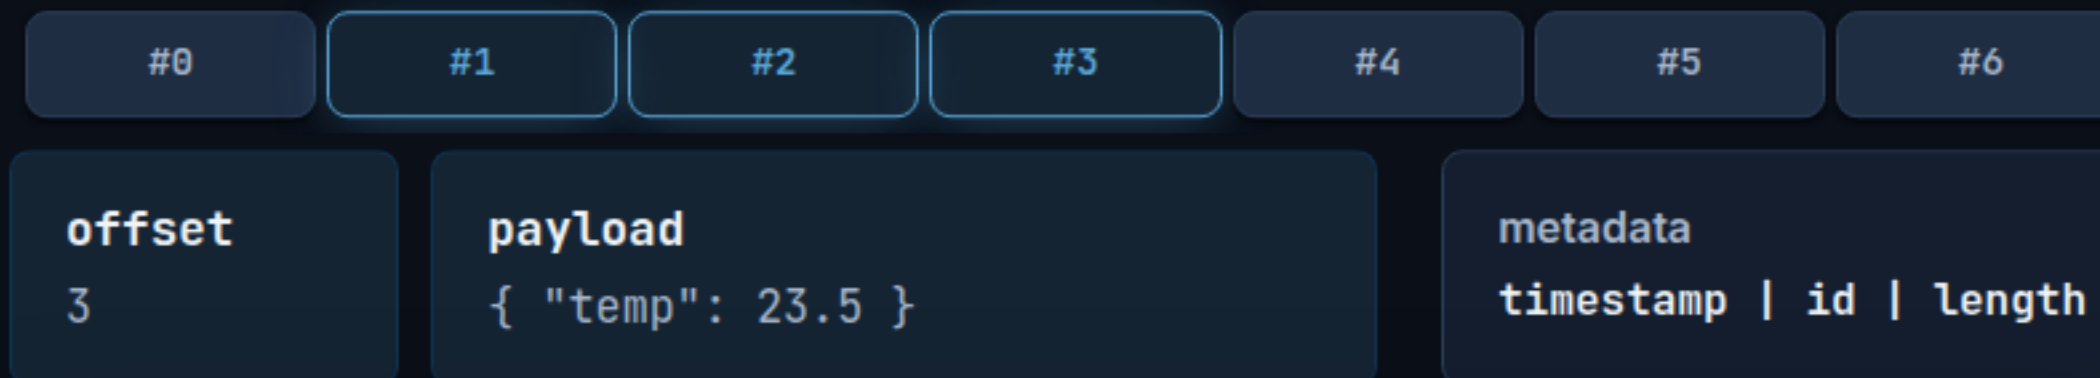 #0 #1 #2 #3 #4 #5 #6
offset
3
payload
{ "temp": 23.5 }
metadata
timestamp | id | length